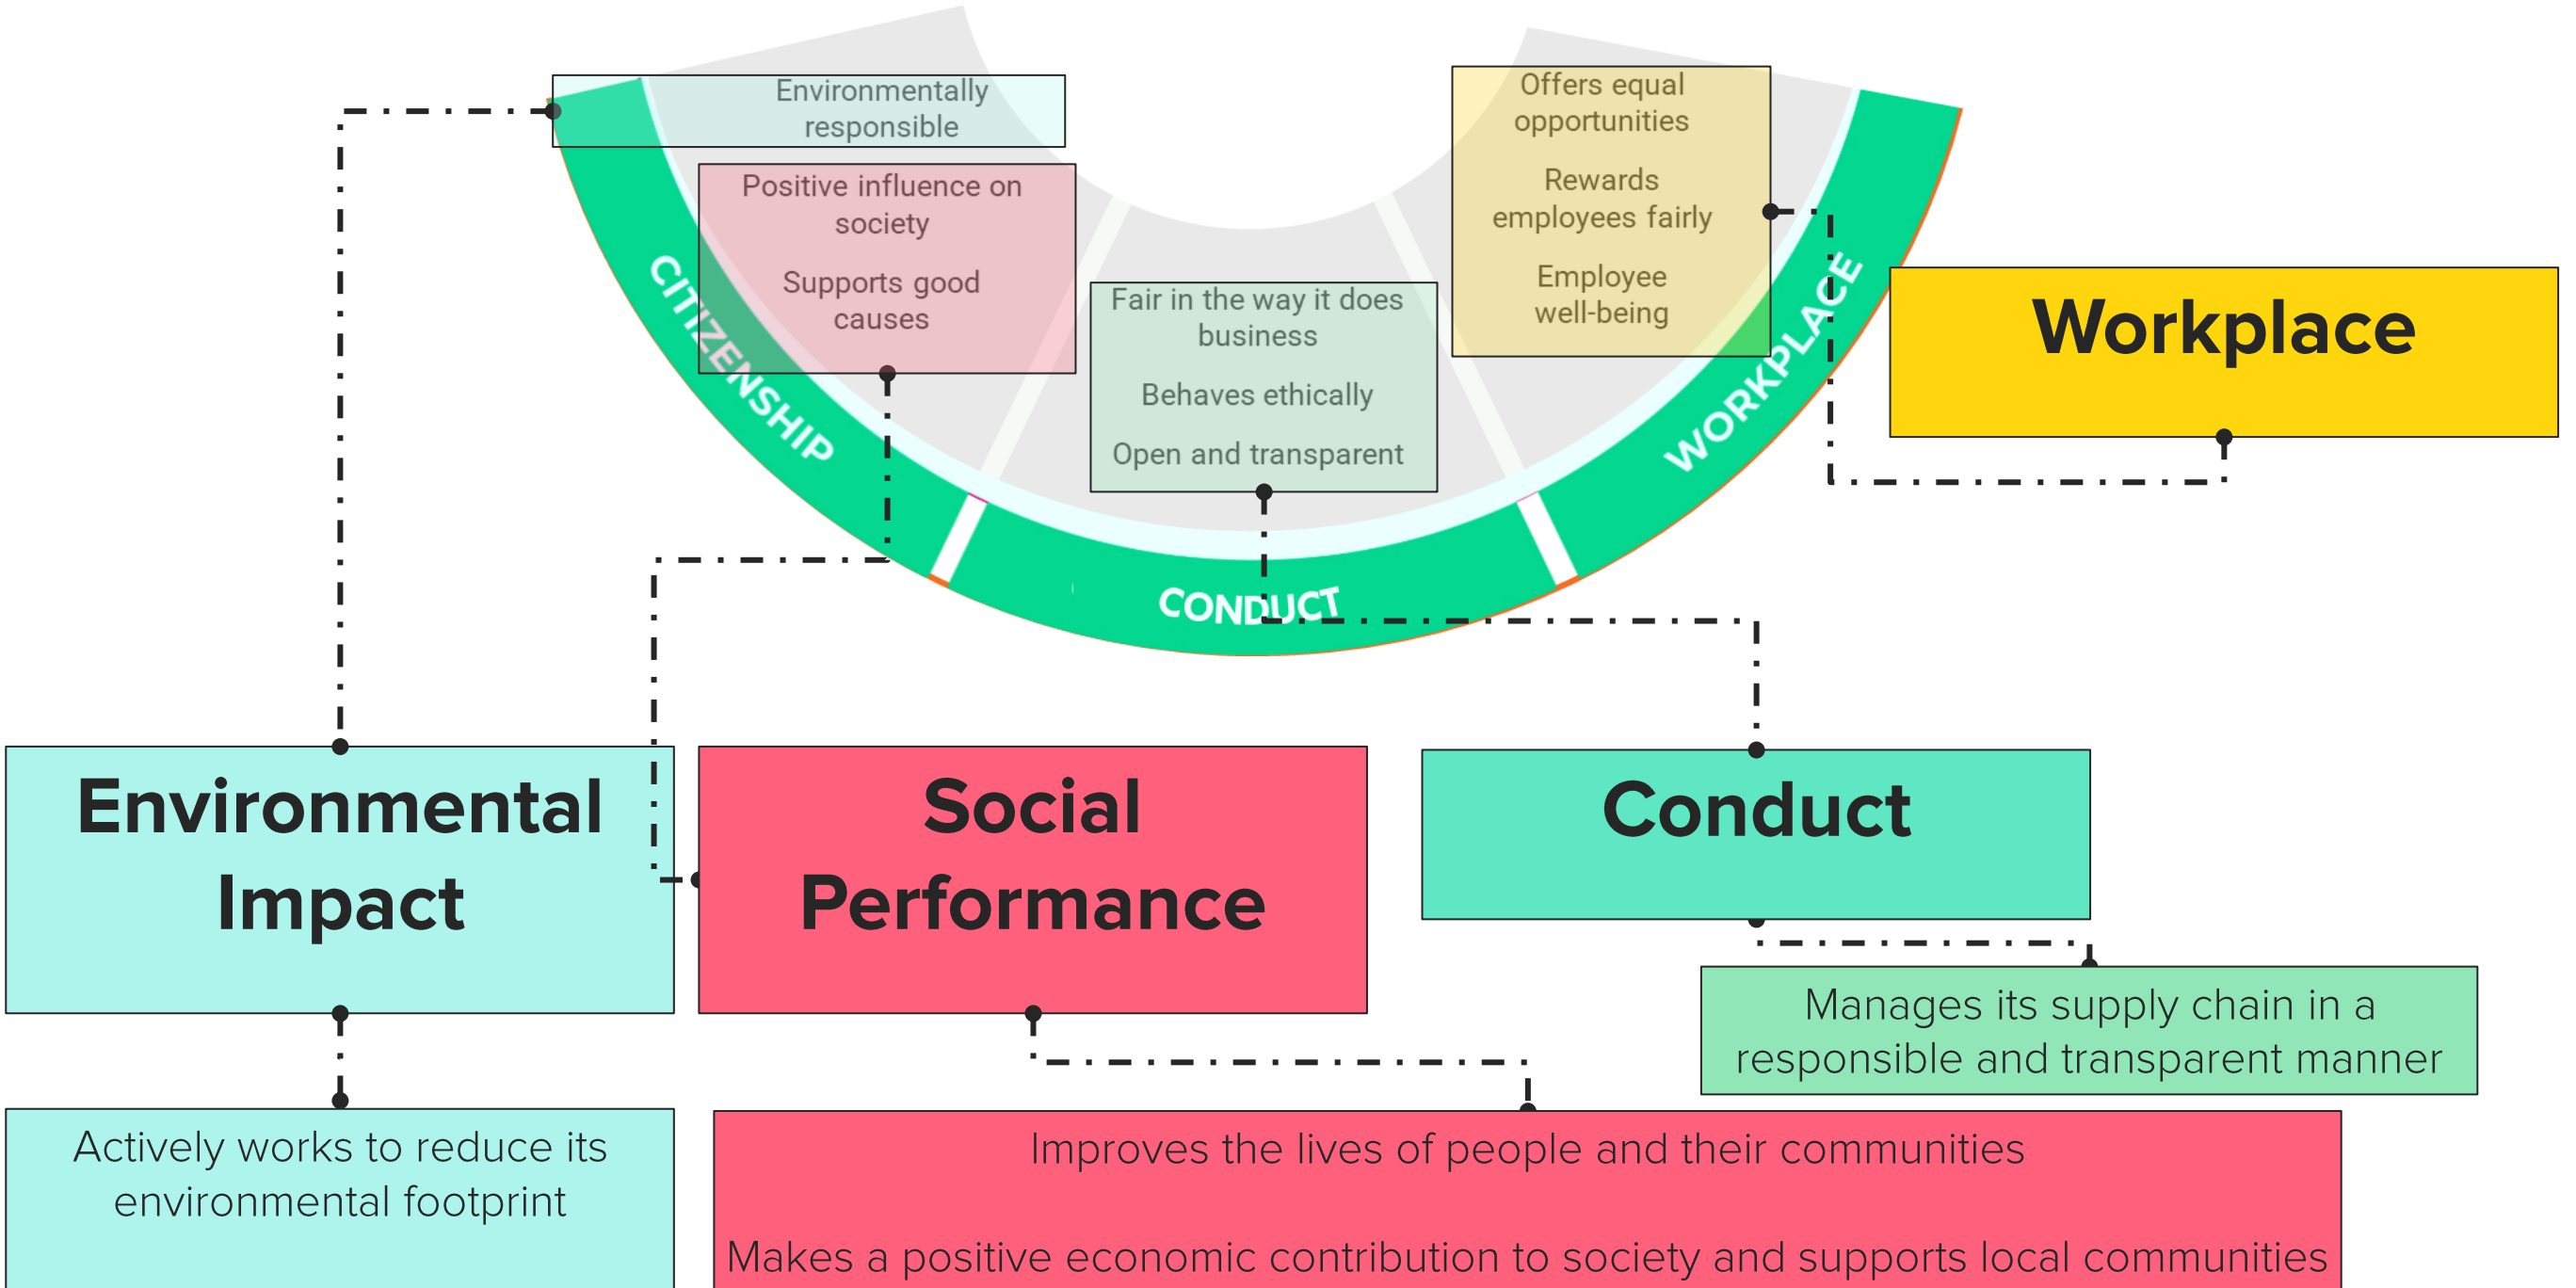 Environmentally
responsible
Positive influence on
society
Supports good
causes
Fair in the way it does
business
Behaves ethically
Open and transparent
Offers equal
opportunities
Rewards
employees fairly
Employee
well-being
CITIZENSHIP
CONDUCT
WORKPLACE
Workplace
Environmental
Impact
Social
Performance
Conduct
Manages its supply chain in a
responsible and transparent manner
Actively works to reduce its
environmental footprint
Improves the lives of people and their communities
Makes a positive economic contribution to society and supports local communities